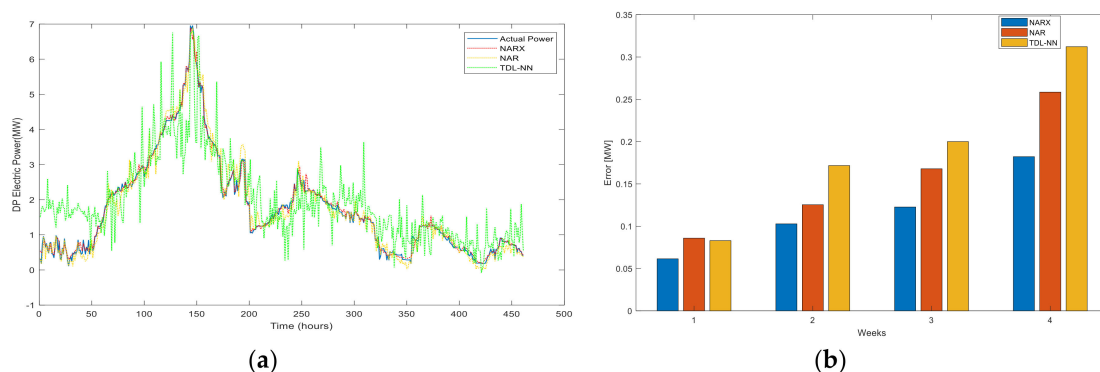 7
6
5
4
3
2
1
0
-1
DP Electric Power(MW)
Actual Power
NARX
NAR
TDL-NN
0 50 100 150 200 250 300 350 400 450 500
Time (hours)
(a)
0.35
0.3
0.25
0.2
0.15
0.1
0.05
0
Error [MW]
NARX
NAR
TDL-NN
1 2 3 4
Weeks
(b)